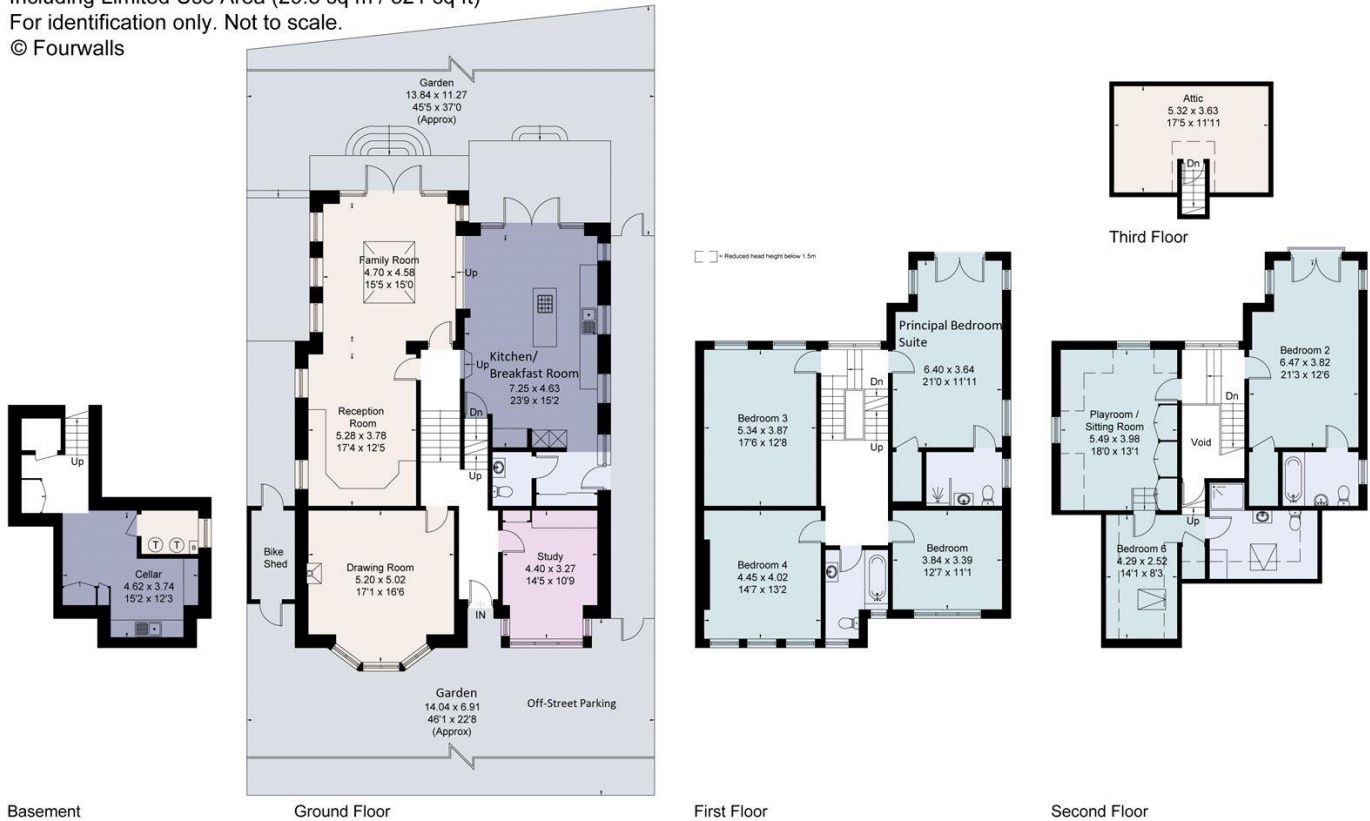 Including Limited Use Area (29.8 sq m / 321 sq ft)
For identification only. Not to scale.
© Fourwalls
Garden
13.84 x 11.27
45'5 x 37'0
(Approx)
Family Room
4.70 x 4.58
15'5 x 15'0
Up
Kitchen/
Breakfast Room
7.25 x 4.63
23'9 x 15'2
Up
Dn
Reception
Room
5.28 x 3.78
17'4 x 12'5
Up
Bike
Shed
Drawing Room
5.20 x 5.02
17'1 x 16'6
Study
4.40 x 3.27
14'5 x 10'9
IN
Garden
14.04 x 6.91
46'1 x 22'8
(Approx)
Off-Street Parking
Up
T
T
B
Cellar
4.62 x 3.74
15'2 x 12'3
Attic
5.32 x 3.63
17'5 x 11'11
Dn
Third Floor
= Reduced head height below 1.5m
Principal Bedroom
Suite
6.40 x 3.64
21'0 x 11'11
Dn
Up
Bedroom 3
5.34 x 3.87
17'6 x 12'8
Bedroom 4
4.45 x 4.02
14'7 x 13'2
Bedroom
3.84 x 3.39
12'7 x 11'1
Bedroom 2
6.47 x 3.82
21'3 x 12'6
Playroom /
Sitting Room
5.49 x 3.98
18'0 x 13'1
Dn
Void
Up
Bedroom 6
4.29 x 2.52
14'1 x 8'3
Basement
Ground Floor
First Floor
Second Floor